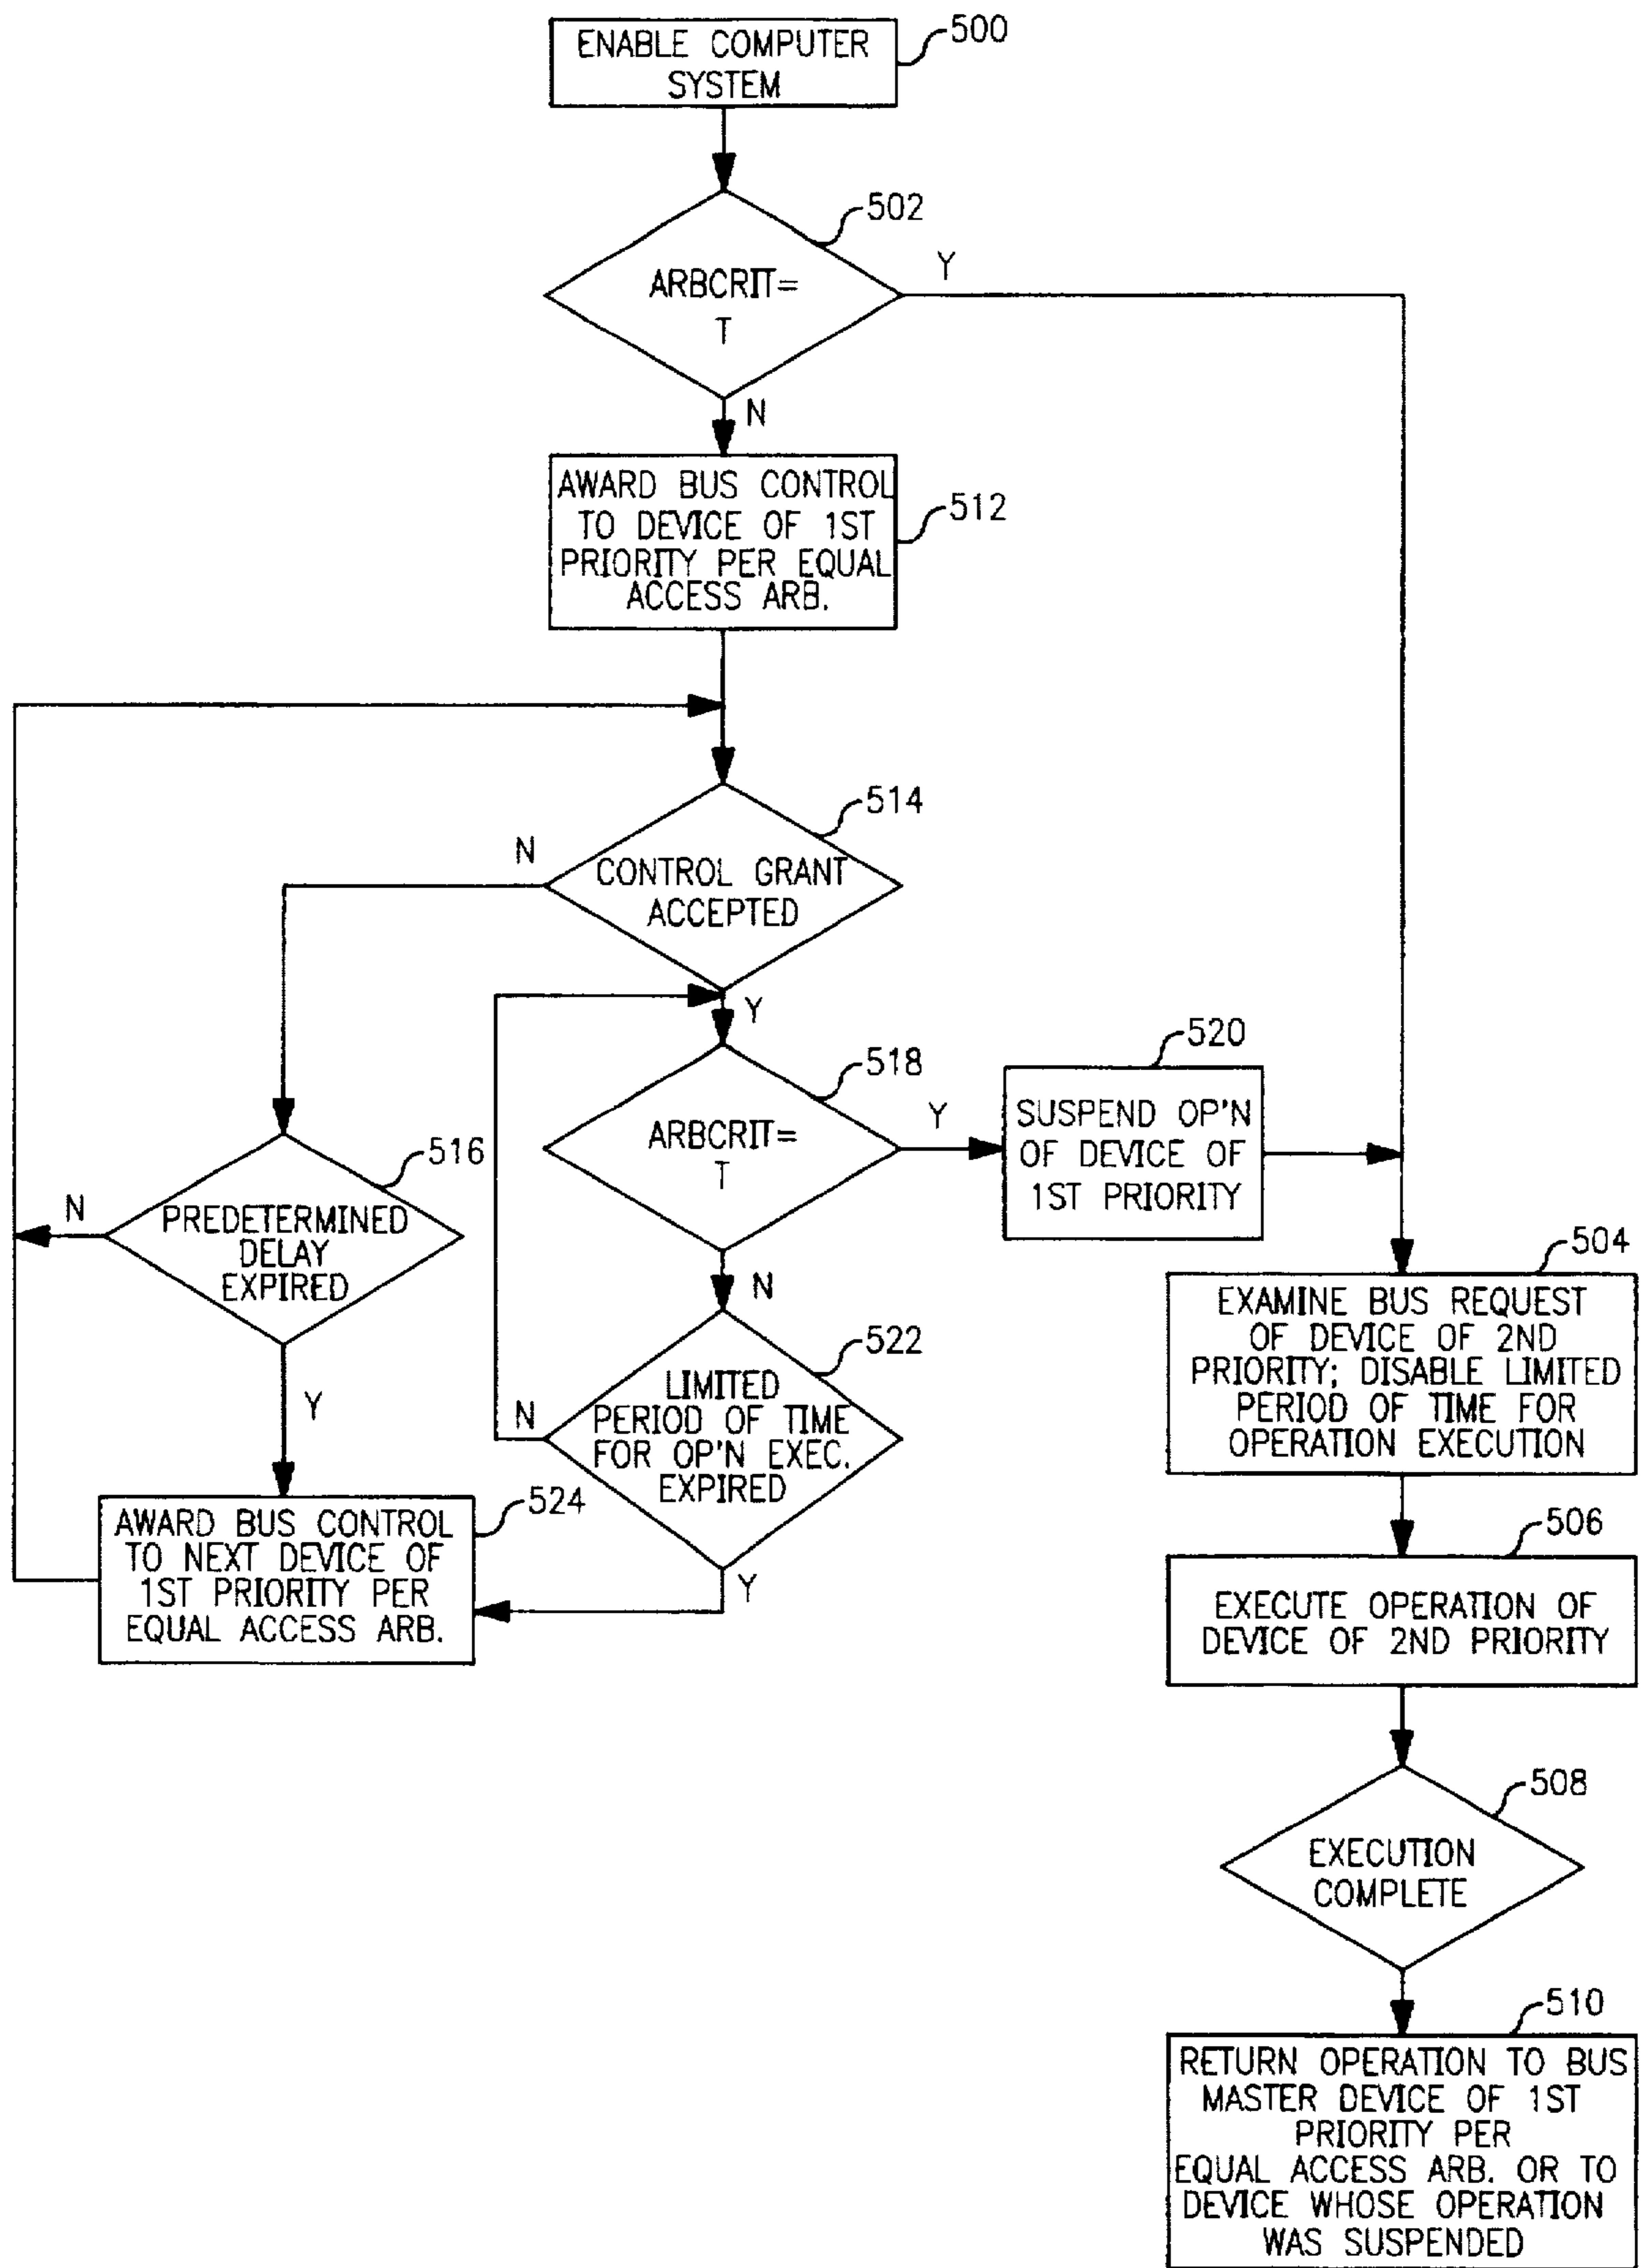 ENABLE COMPUTER
SYSTEM
500
502
ARBCRIT=
T
Y
N
AWARD BUS CONTROL
TO DEVICE OF 1ST
PRIORITY PER EQUAL
ACCESS ARB.
512
514
CONTROL GRANT
ACCEPTED
N
Y
516
PREDETERMINED
DELAY
EXPIRED
N
Y
518
ARBCRIT=
T
Y
N
520
SUSPEND OP'N
OF DEVICE OF
1ST PRIORITY
522
LIMITED
PERIOD OF TIME
FOR OP'N EXEC.
EXPIRED
N
Y
524
AWARD BUS CONTROL
TO NEXT DEVICE OF
1ST PRIORITY PER
EQUAL ACCESS ARB.
504
EXAMINE BUS REQUEST
OF DEVICE OF 2ND
PRIORITY; DISABLE LIMITED
PERIOD OF TIME FOR
OPERATION EXECUTION
506
EXECUTE OPERATION OF
DEVICE OF 2ND PRIORITY
508
EXECUTION
COMPLETE
510
RETURN OPERATION TO BUS
MASTER DEVICE OF 1ST
PRIORITY PER
EQUAL ACCESS ARB. OR TO
DEVICE WHOSE OPERATION
WAS SUSPENDED